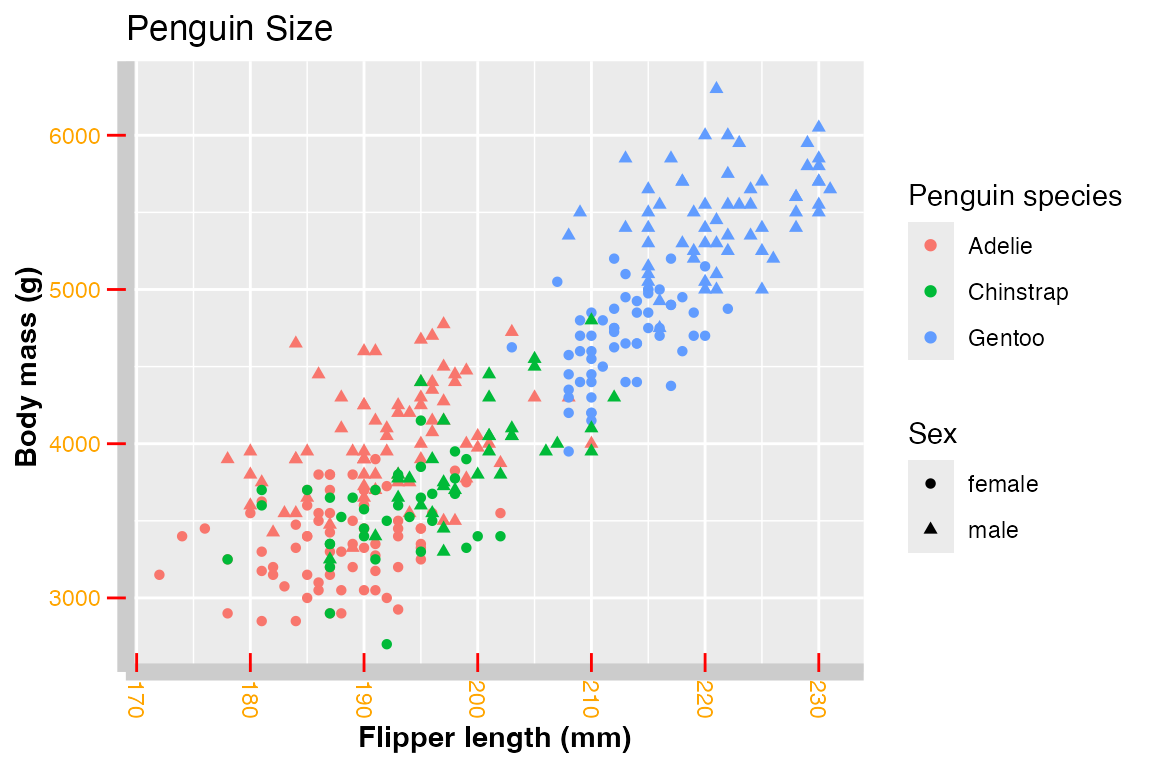 Penguin Size
6000
5000
4000
3000
Body mass (g)
170
180
190
200
210
220
230
Flipper length (mm)
Penguin species
Adelie
Chinstrap
Gentoo
Sex
female
male